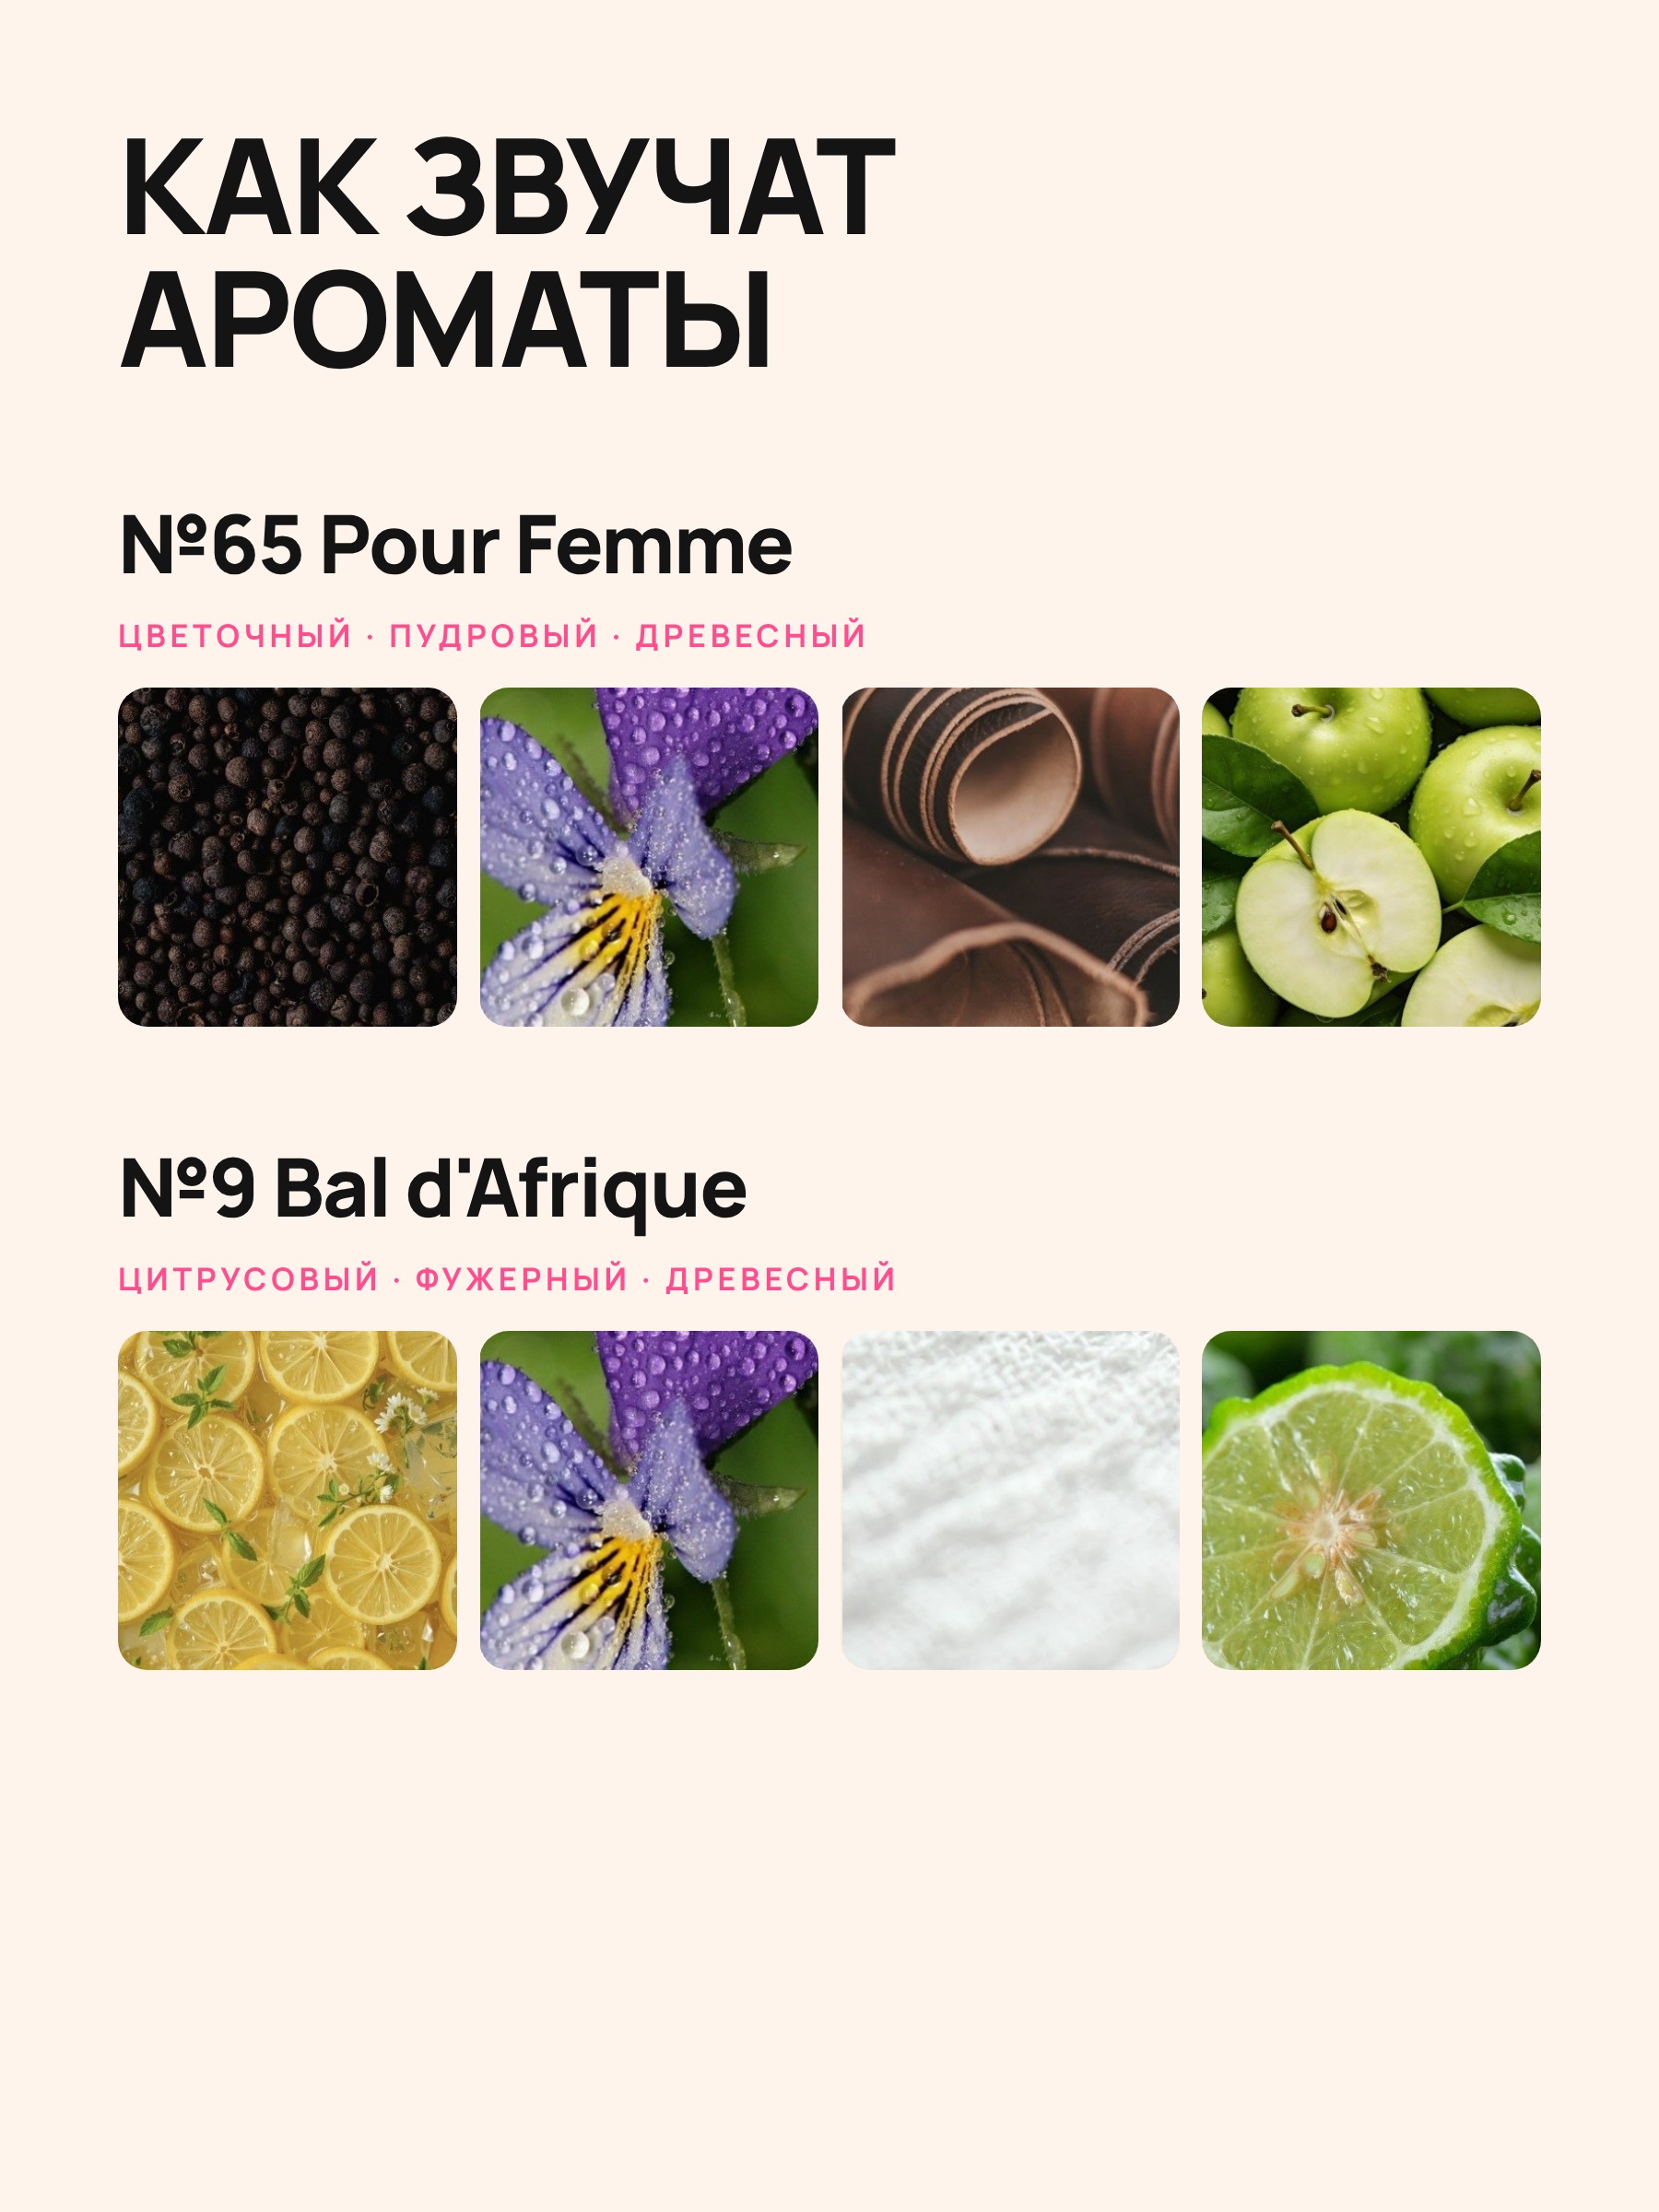 КАК ЗВУЧАТ
АРОМАТЫ
№65 Pour Femme
ЦВЕТОЧНЫЙ · ПУДРОВЫЙ · ДРЕВЕСНЫЙ
№9 Bal d'Afrique
ЦИТРУСОВЫЙ · ФУЖЕРНЫЙ · ДРЕВЕСНЫЙ